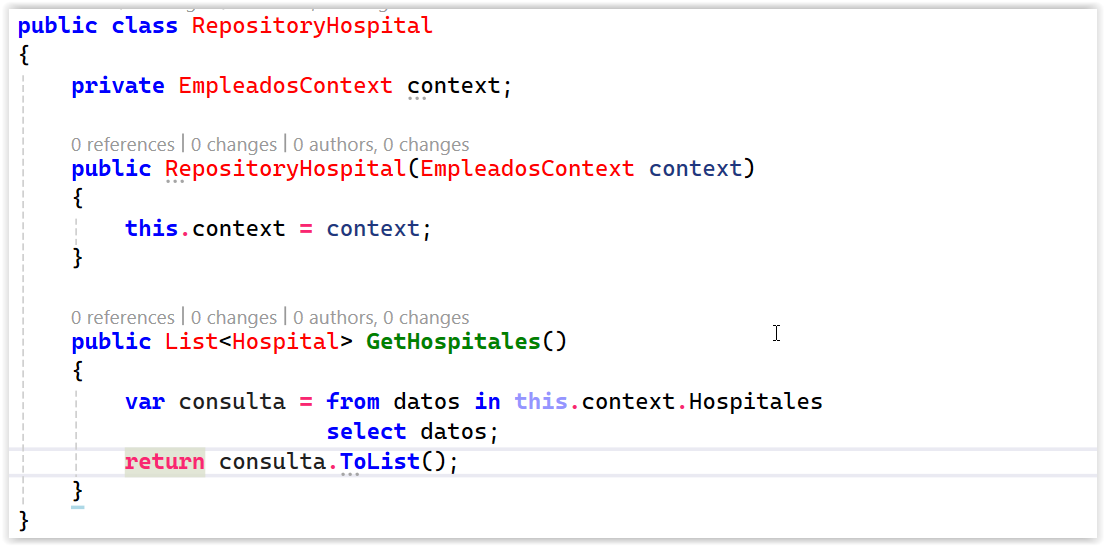 public class RepositoryHospital
{
private EmpleadosContext context;
0 references | 0 changes | 0 authors, 0 changes
public RepositoryHospital(EmpleadosContext context)
{
this.context = context;
}
0 references | 0 changes | 0 authors, 0 changes
public List<Hospital> GetHospitales()
{
var consulta = from datos in this.context.Hospitales
select datos;
return consulta.ToList();
}
}